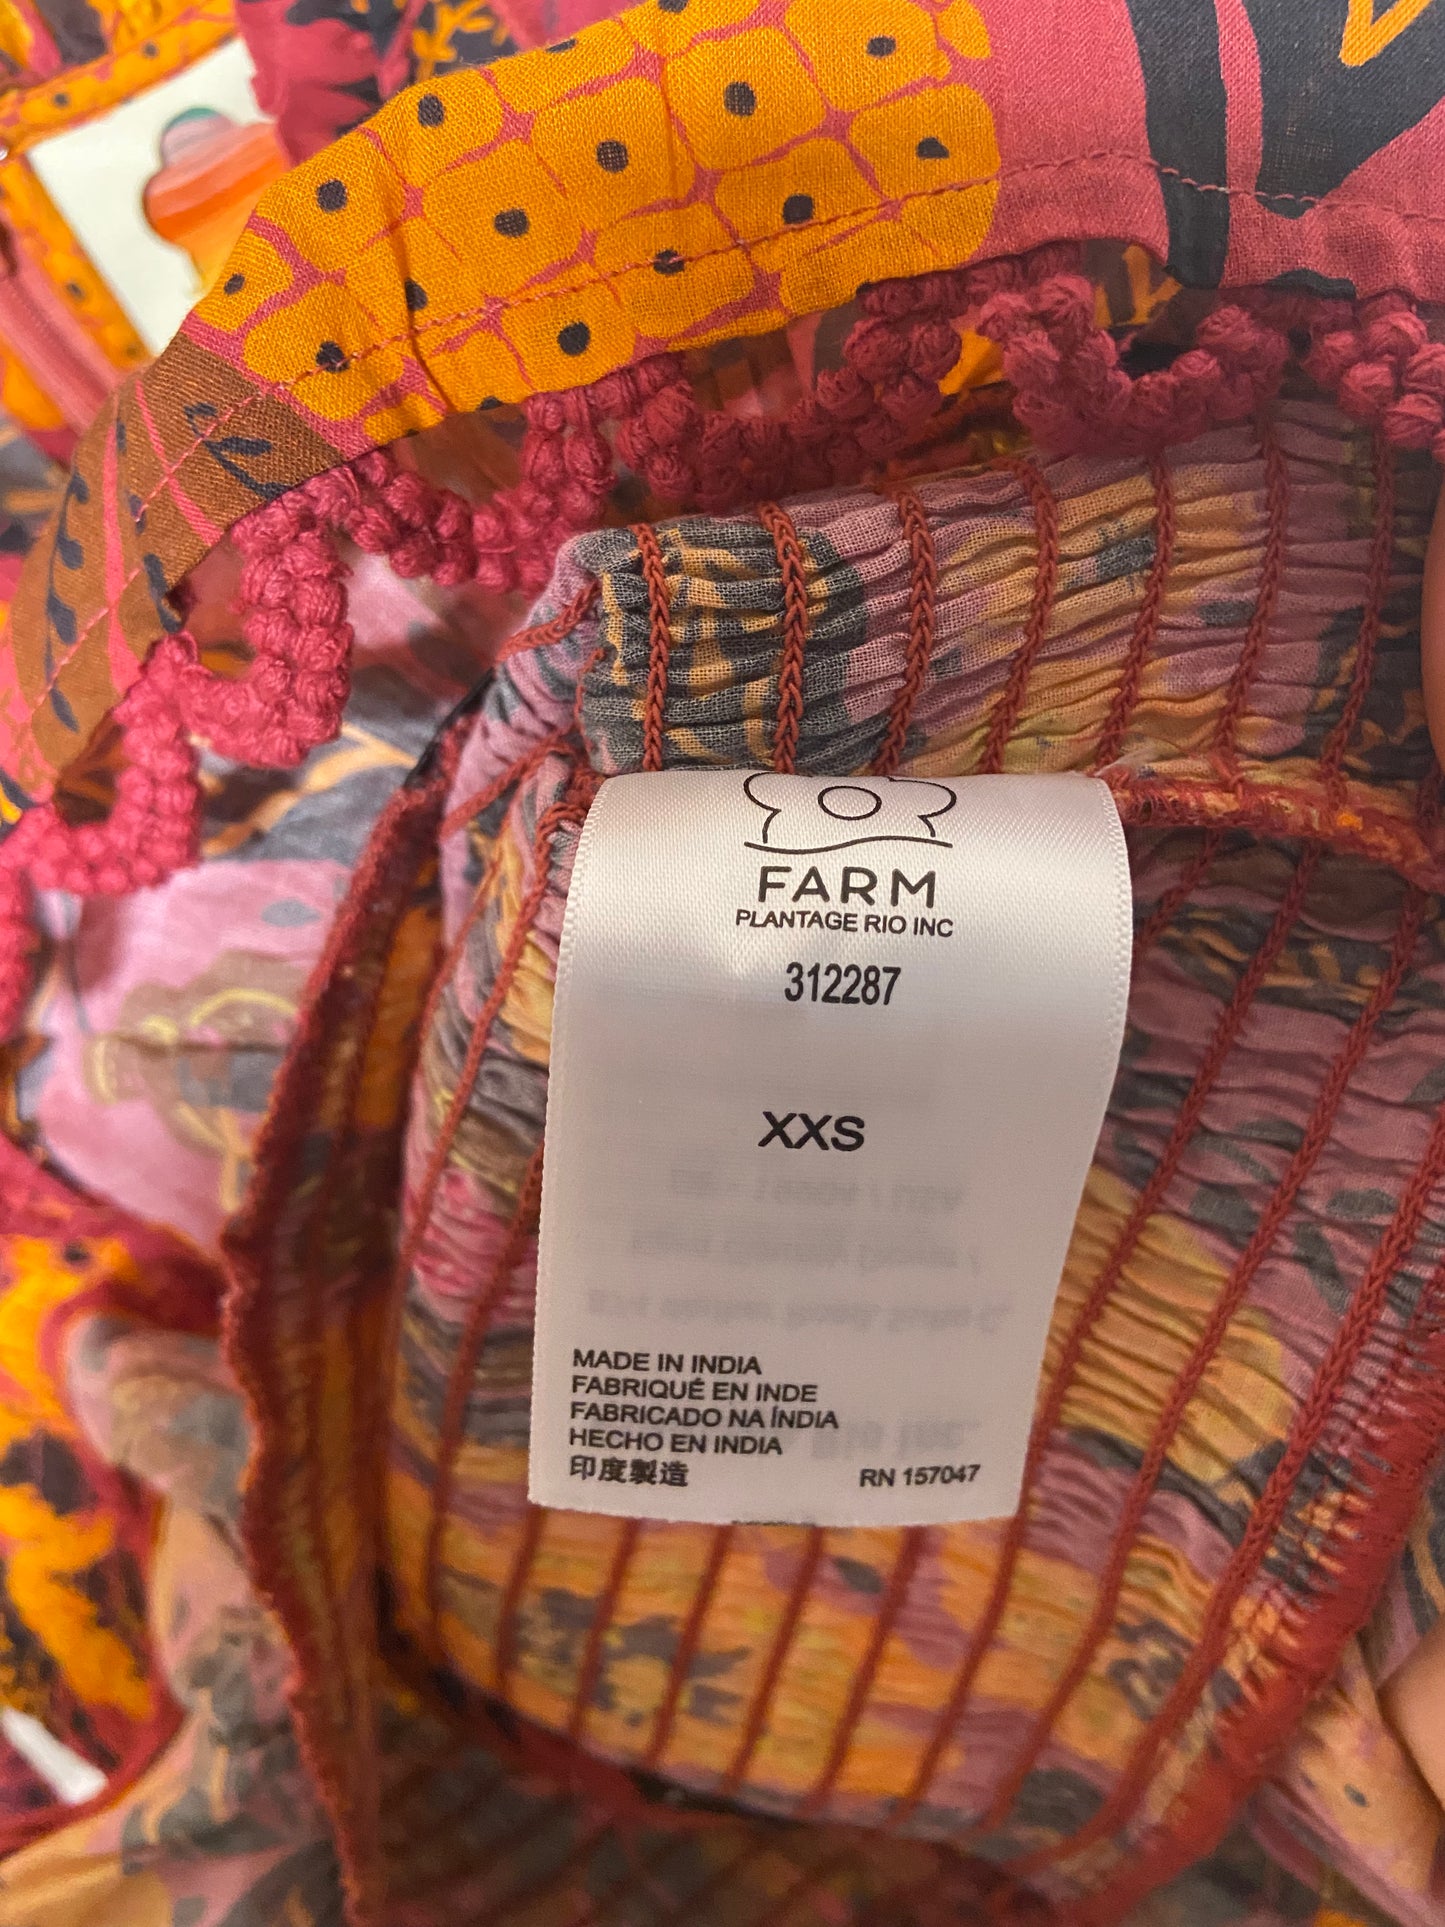 FARM
PLANTAGE RIO INC
312287
XXS
MADE IN INDIA
FABRIQUÉ EN INDE
FABRICADO NA ÍNDIA
HECHO EN INDIA
印度製造
RN 157047